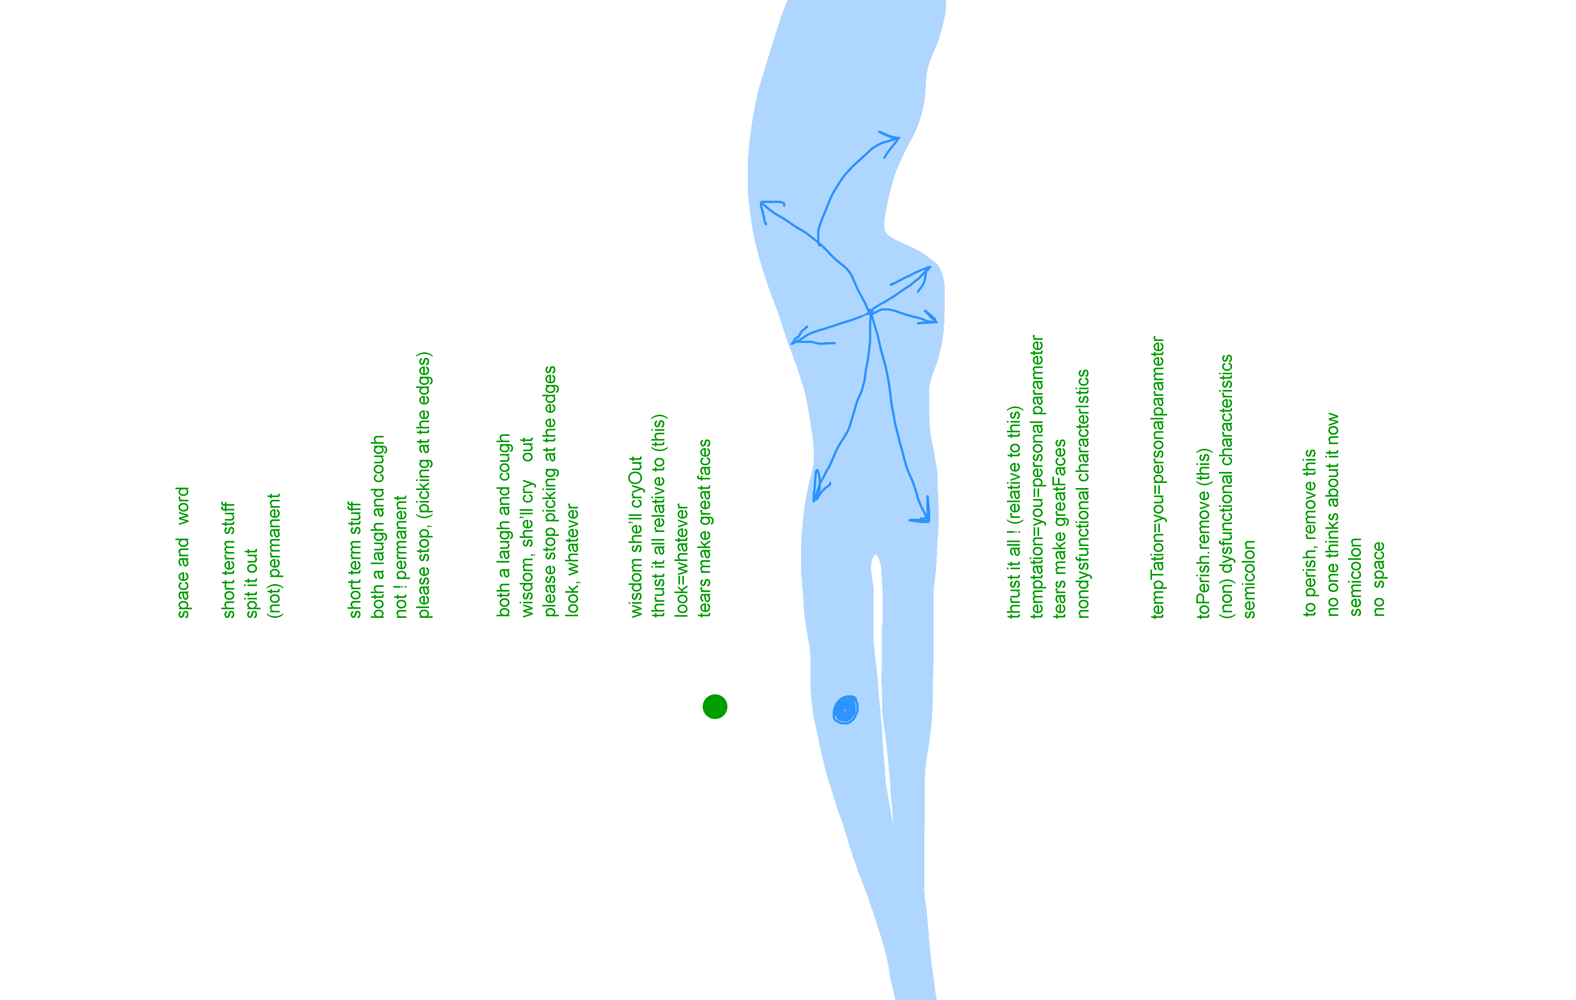 space and   word
short term stuff
spit it out
(not) permanent
short term stuff
both a laugh and cough
not ! permanent
please stop, (picking at the edges)
both a laugh and cough
wisdom, she'll cry   out
please stop picking at the edges
look, whatever
wisdom she'll cryOut
thrust it all relative to (this)
look=whatever
tears make great faces
thrust it all ! (relative to this)
temptation=you=personal parameter
tears make greatFaces
nondysfunctional characterIstics
tempTation=you=personalparameter
toPerish.remove (this)
(non) dysfunctional characteristics
semicolon
to perish, remove this
no one thinks about it now
semicolon
no  space